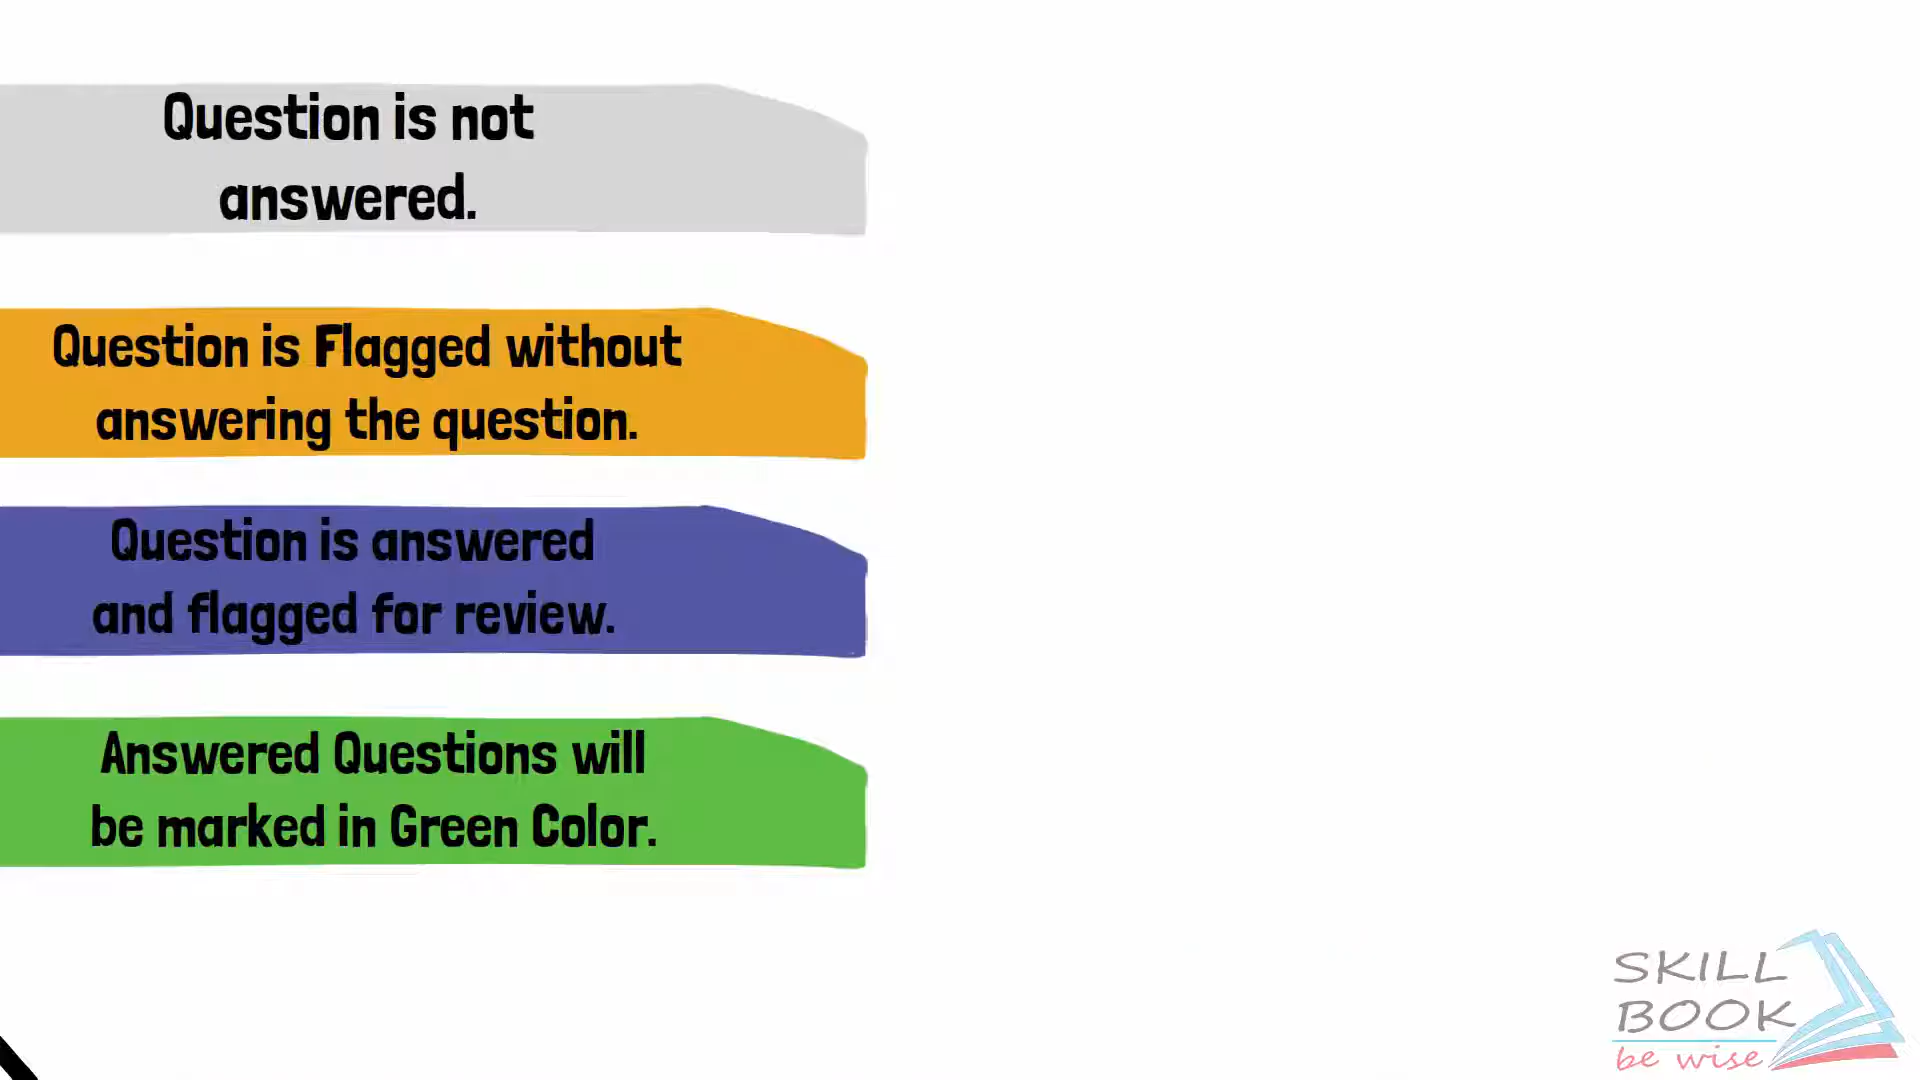 Question is not
answered.
Question is Flagged without
answering the question.
Question is answered
and flagged for review.
Answered Questions will
be marked in Green Color.
SKILL
BOOK
be wise